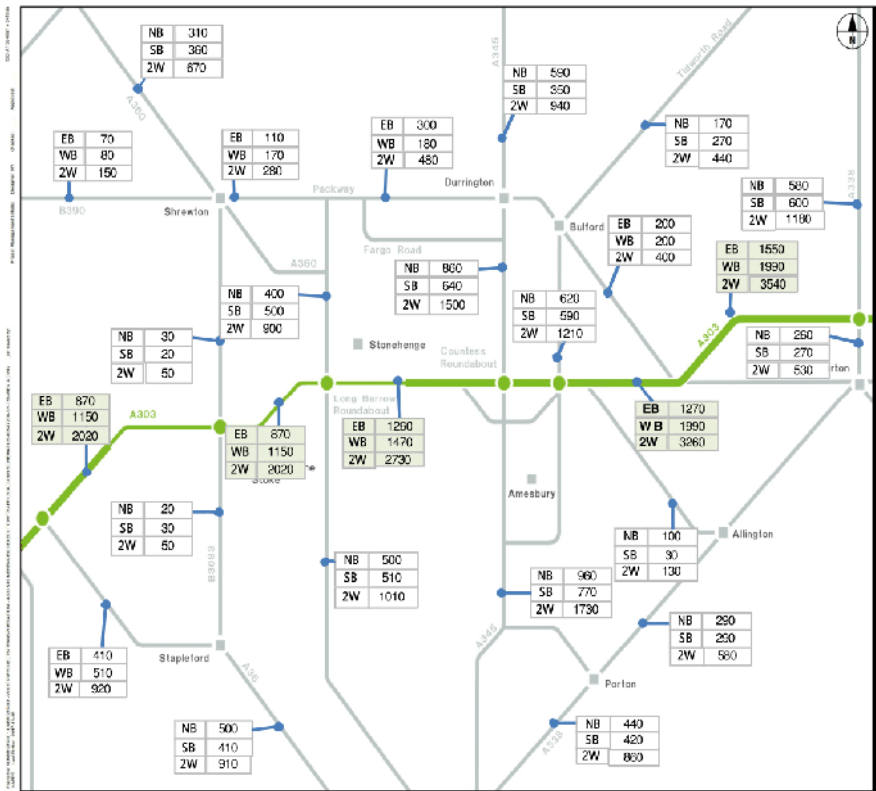 N
NB 310
SB 360
2W 670
A360
A345
Tidworth Road
NB 590
SB 350
2W 940
EB 70
WB 80
2W 150
EB 110
WB 170
2W 280
EB 300
WB 180
2W 480
NB 170
SB 270
2W 440
NB 580
SB 600
2W 1180
A338
B390
Shrewton
Packway
Durrington
Bulford
Fargo Road
A360
EB 200
WB 200
2W 400
EB 1550
WB 1990
2W 3540
NB 860
SB 640
2W 1500
NB 400
SB 500
2W 900
NB 620
SB 590
2W 1210
NB 30
SB 20
2W 50
Stonehenge
Countess
Roundabout
A303
NB 260
SB 270
2W 530
rton
EB 870
WB 1150
2W 2020
A303
EB 870
WB 1150
2W 2020
ne
Stoke
Long Barrow
Roundabout
EB 1260
WB 1470
2W 2730
EB 1270
WB 1990
2W 3260
Amesbury
NB 20
SB 30
2W 50
B3083
NB 500
SB 510
2W 1010
NB 100
SB 30
2W 130
Allington
NB 960
SB 770
2W 1730
NB 290
SB 290
2W 580
EB 410
WB 510
2W 920
Stapleford
A36
A345
Porton
NB 500
SB 410
2W 910
NB 440
SB 420
2W 860
A338